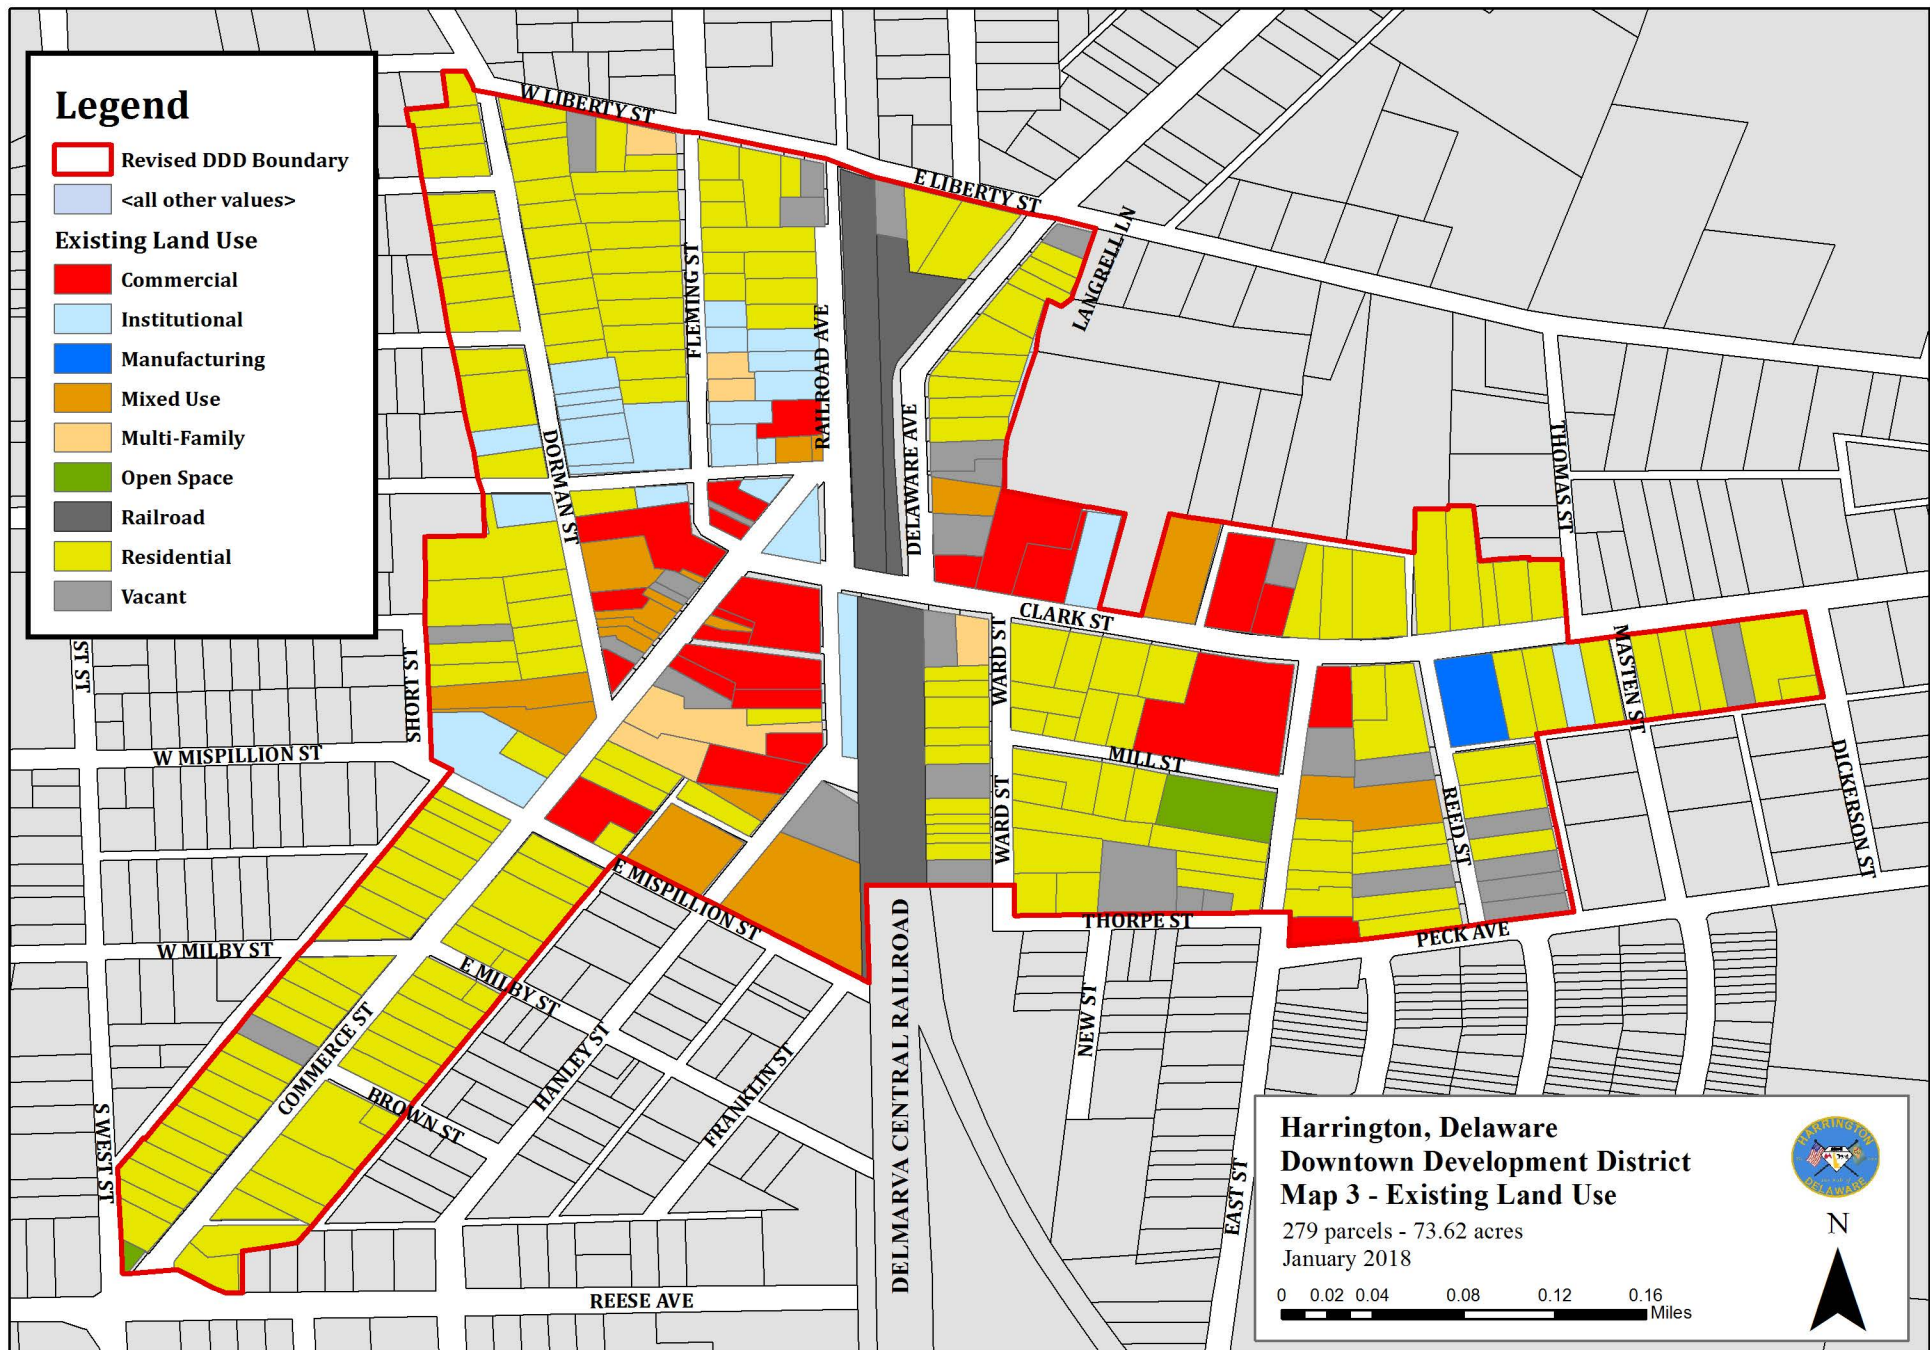 Legend
Revised DDD Boundary
<all other values>
Existing Land Use
Commercial
Institutional
Manufacturing
Mixed Use
Multi-Family
Open Space
Railroad
Residential
Vacant
W LIBERTY ST
E LIBERTY ST
LANGRELL LN
FLEMING ST
RAILROAD AVE
DORMAN ST
DELAWARE AVE
THOMAS ST
CLARK ST
WARD ST
MASTEN ST
ST ST
SHORT ST
W MISPILLION ST
MILL ST
DICKERSON ST
WARD ST
REED ST
E MISPILLION ST
THORPE ST
PECK AVE
W MILBY ST
E MILBY ST
COMMERCE ST
HANLEY ST
BROWN ST
FRANKLIN ST
NEW ST
DELMARVA CENTRAL RAILROAD
S WEST ST
EAST ST
REESE AVE
Harrington, Delaware
Downtown Development District
Map 3 - Existing Land Use
279 parcels - 73.62 acres
January 2018
0 0.02 0.04 0.08 0.12 0.16
Miles
HARRINGTON
DELAWARE
N